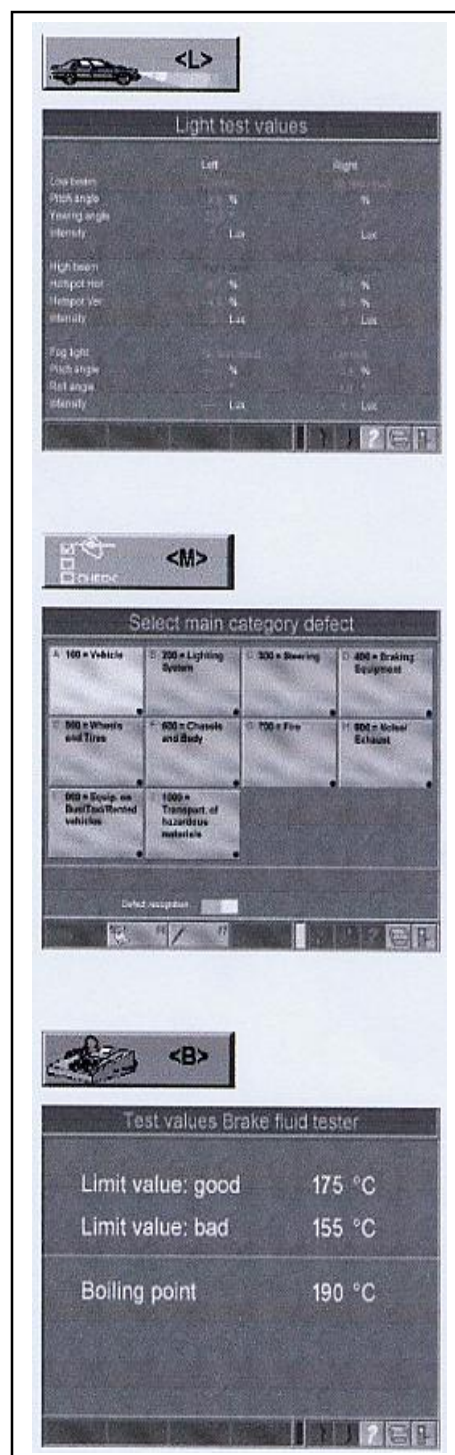 <L>
Light test values
Left Right
Low beam
Pitch angle % %
Yawing angle
Intensity Lux Lux
High beam
Hotspot Hor % %
Hotspot Ver % %
Intensity Lux Lux
Fog light
Pitch angle % %
Roll angle ° °
Intensity Lux Lux
?
CHECK
<M>
Select main category defect
A 100 = Vehicle
B 200 = Lighting
System
C 300 = Steering
D 400 = Braking
Equipment
500 = Wheels
and Tires
F 600 = Chassis
and Body
G 700 = Fire
H 800 = Noise/
Exhaust
900 = Equip. on
Bus/Taxi/Rented
vehicles
1000 =
Transport. of
hazardous
materials
Defect recognition
F6 F7
<B>
Test values Brake fluid tester
Limit value: good 175 °C
Limit value: bad 155 °C
Boiling point 190 °C
?